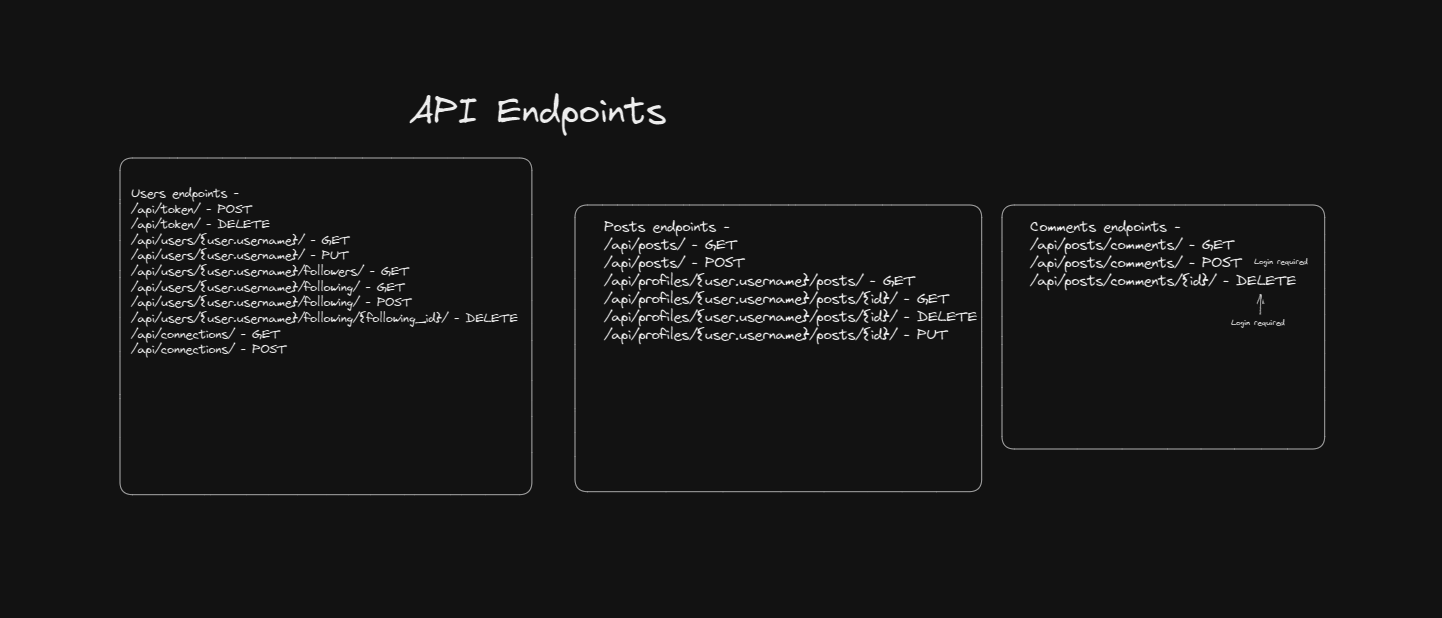 API Endpoints
Users endpoints -
/api/token/ - POST
/api/token/ - DELETE
/api/users/{user.username}/ - GET
/api/users/{user.username}/ - PUT
/api/users/{user.username}/followers/ - GET
/api/users/{user.username}/following/ - GET
/api/users/{user.username}/following/ - POST
/api/users/{user.username}/following/{following_id}/ - DELETE
/api/connections/ - GET
/api/connections/ - POST
Posts endpoints -
/api/posts/ - GET
/api/posts/ - POST
/api/profiles/{user.username}/posts/ - GET
/api/profiles/{user.username}/posts/{id}/ - GET
/api/profiles/{user.username}/posts/{id}/ - DELETE
/api/profiles/{user.username}/posts/{id}/ - PUT
Comments endpoints -
/api/posts/comments/ - GET
/api/posts/comments/ - POST Login required
/api/posts/comments/{id}/ - DELETE
Login required